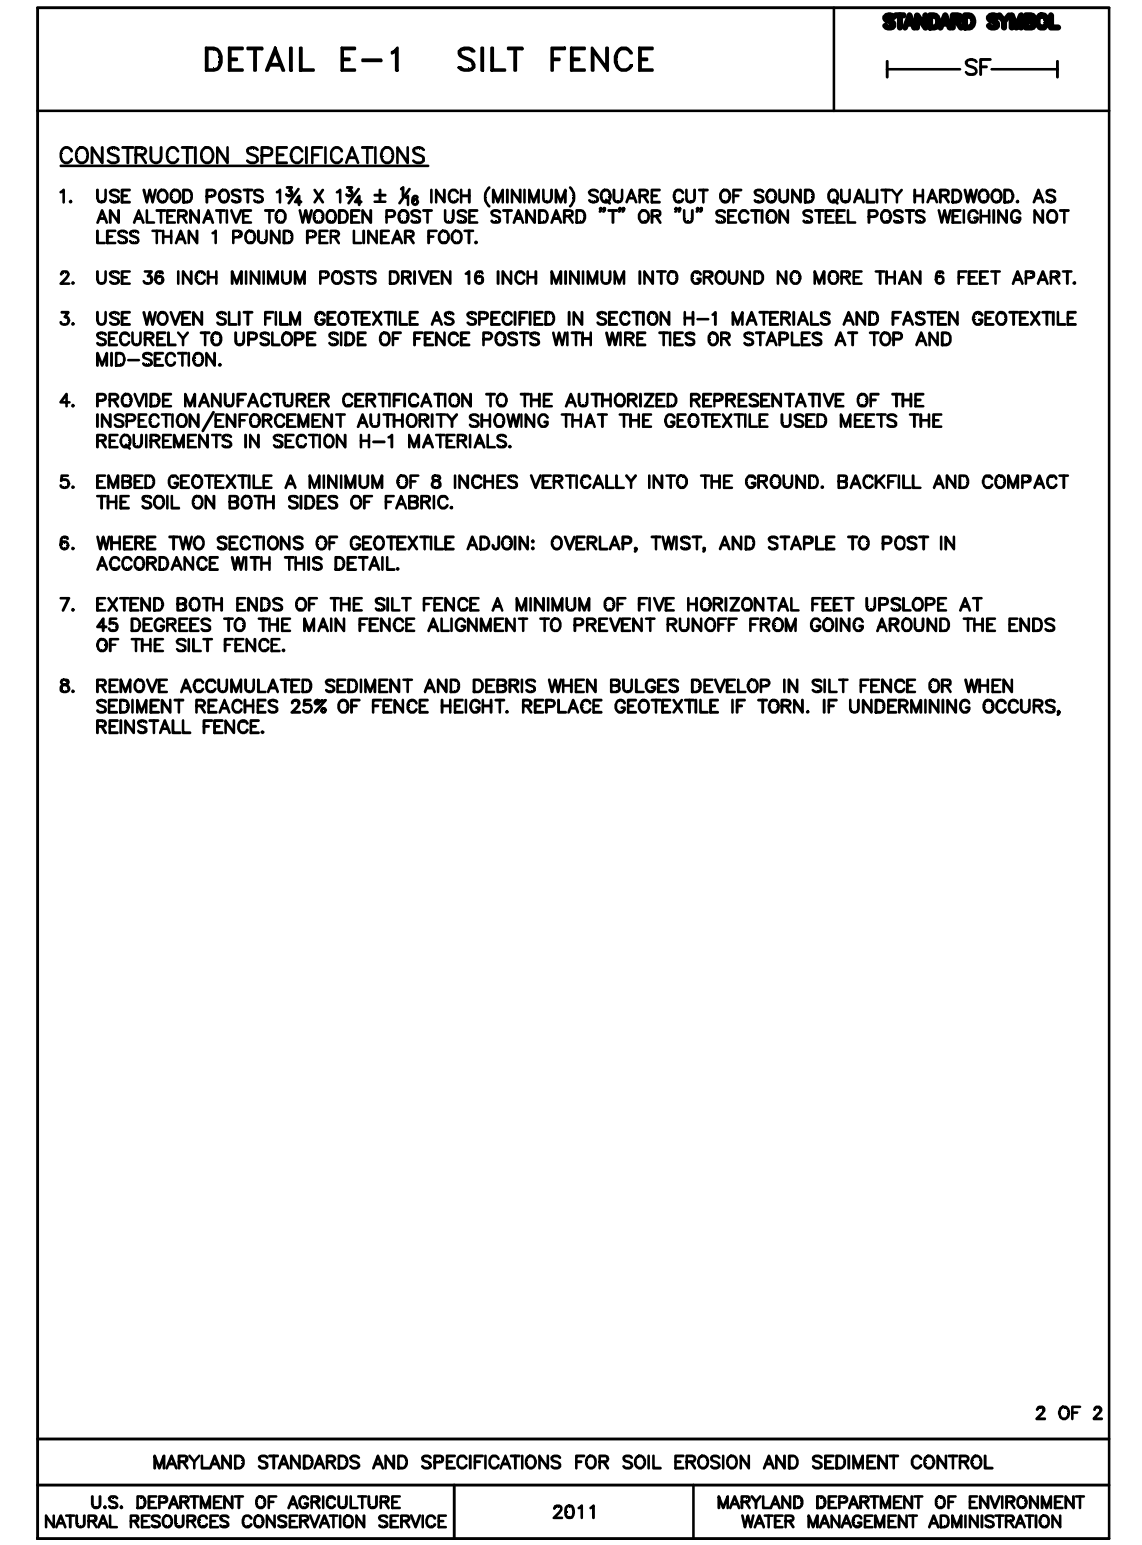 DETAIL E-1 SILT FENCE
STANDARD SYMBOL
SF
CONSTRUCTION SPECIFICATIONS
1. USE WOOD POSTS 1¾ X 1¾ ± 1⁄16 INCH (MINIMUM) SQUARE CUT OF SOUND QUALITY HARDWOOD. AS
AN ALTERNATIVE TO WOODEN POST USE STANDARD "T" OR "U" SECTION STEEL POSTS WEIGHING NOT
LESS THAN 1 POUND PER LINEAR FOOT.
2. USE 36 INCH MINIMUM POSTS DRIVEN 16 INCH MINIMUM INTO GROUND NO MORE THAN 6 FEET APART.
3. USE WOVEN SLIT FILM GEOTEXTILE AS SPECIFIED IN SECTION H-1 MATERIALS AND FASTEN GEOTEXTILE
SECURELY TO UPSLOPE SIDE OF FENCE POSTS WITH WIRE TIES OR STAPLES AT TOP AND
MID-SECTION.
4. PROVIDE MANUFACTURER CERTIFICATION TO THE AUTHORIZED REPRESENTATIVE OF THE
INSPECTION/ENFORCEMENT AUTHORITY SHOWING THAT THE GEOTEXTILE USED MEETS THE
REQUIREMENTS IN SECTION H-1 MATERIALS.
5. EMBED GEOTEXTILE A MINIMUM OF 8 INCHES VERTICALLY INTO THE GROUND. BACKFILL AND COMPACT
THE SOIL ON BOTH SIDES OF FABRIC.
6. WHERE TWO SECTIONS OF GEOTEXTILE ADJOIN: OVERLAP, TWIST, AND STAPLE TO POST IN
ACCORDANCE WITH THIS DETAIL.
7. EXTEND BOTH ENDS OF THE SILT FENCE A MINIMUM OF FIVE HORIZONTAL FEET UPSLOPE AT
45 DEGREES TO THE MAIN FENCE ALIGNMENT TO PREVENT RUNOFF FROM GOING AROUND THE ENDS
OF THE SILT FENCE.
8. REMOVE ACCUMULATED SEDIMENT AND DEBRIS WHEN BULGES DEVELOP IN SILT FENCE OR WHEN
SEDIMENT REACHES 25% OF FENCE HEIGHT. REPLACE GEOTEXTILE IF TORN. IF UNDERMINING OCCURS,
REINSTALL FENCE.
2 OF 2
MARYLAND STANDARDS AND SPECIFICATIONS FOR SOIL EROSION AND SEDIMENT CONTROL
U.S. DEPARTMENT OF AGRICULTURE
NATURAL RESOURCES CONSERVATION SERVICE
2011
MARYLAND DEPARTMENT OF ENVIRONMENT
WATER MANAGEMENT ADMINISTRATION